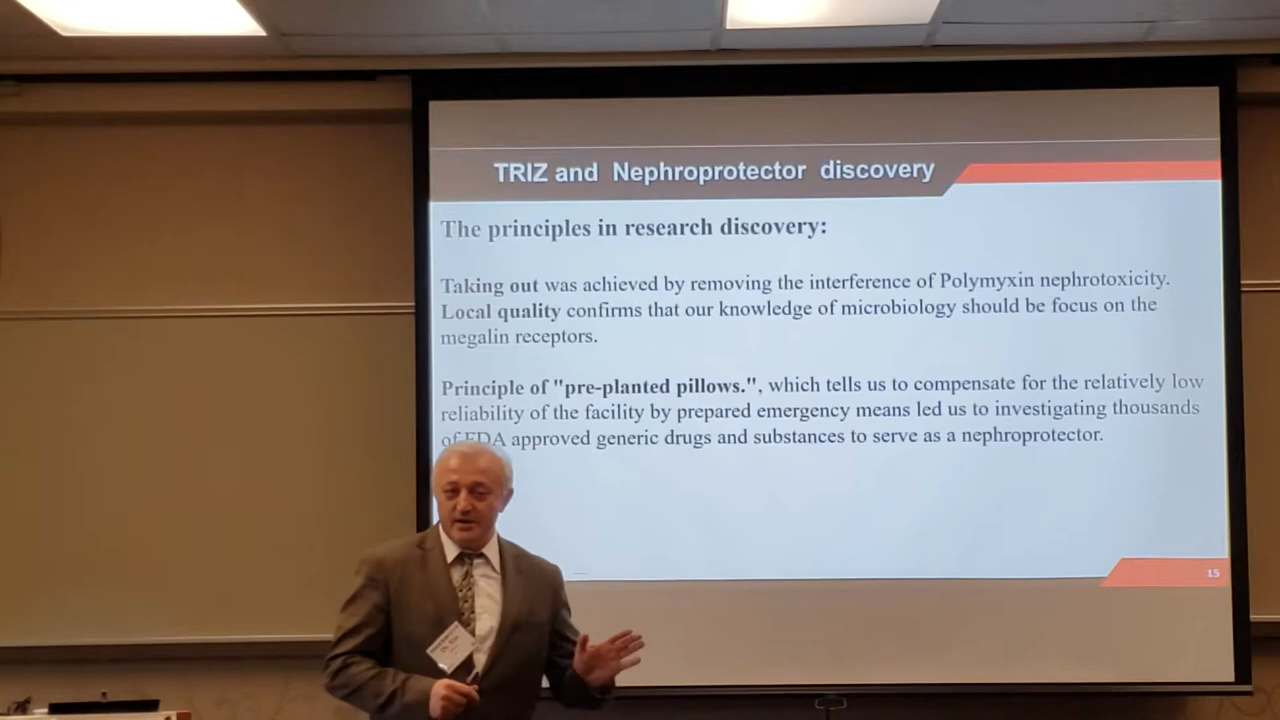 TRIZ and Nephroprotector discovery
The principles in research discovery:
Taking out was achieved by removing the interference of Polymyxin nephrotoxicity.
Local quality confirms that our knowledge of microbiology should be focus on the
megalin receptors.
Principle of "pre-planted pillows.", which tells us to compensate for the relatively low
reliability of the facility by prepared emergency means led us to investigating thousands
of FDA approved generic drugs and substances to serve as a nephroprotector.
15